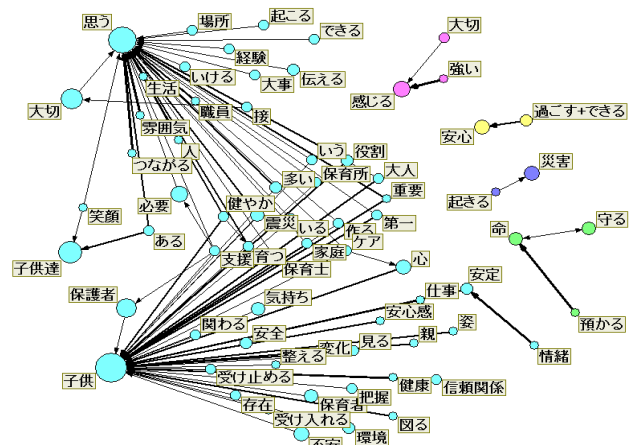 思う
場所
起こる
できる
大切
経験
強い
いける
大事
伝える
感じる
生活
過ごす+できる
大切
職員
接
安心
雰囲気
人
いう
役割
災害
つながる
多い
保育所
大人
必要
健やか
重要
起きる
笑顔
震災
いる
作る
第一
命
守る
ある
ケア
子供達
支援
育つ
家庭
保育士
心
保護者
気持ち
仕事
安定
預かる
関わる
安心感
安全
姿
変化
見る
親
情緒
整える
子供
受け止める
健康
信頼関係
存在
保育者
把握
受け入れる
図る
環境